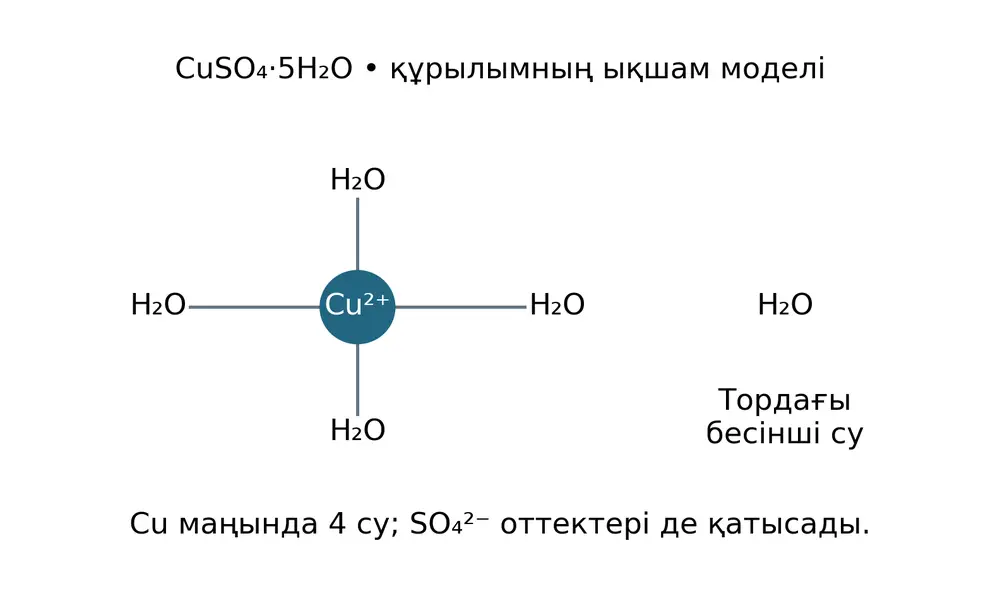 CuSO₄·5H₂O • құрылымның ықшам моделі
H₂O
H₂O
Cu²⁺
H₂O
H₂O
H₂O
Тордағы
бесінші су
Cu маңында 4 су; SO₄²⁻ оттектері де қатысады.